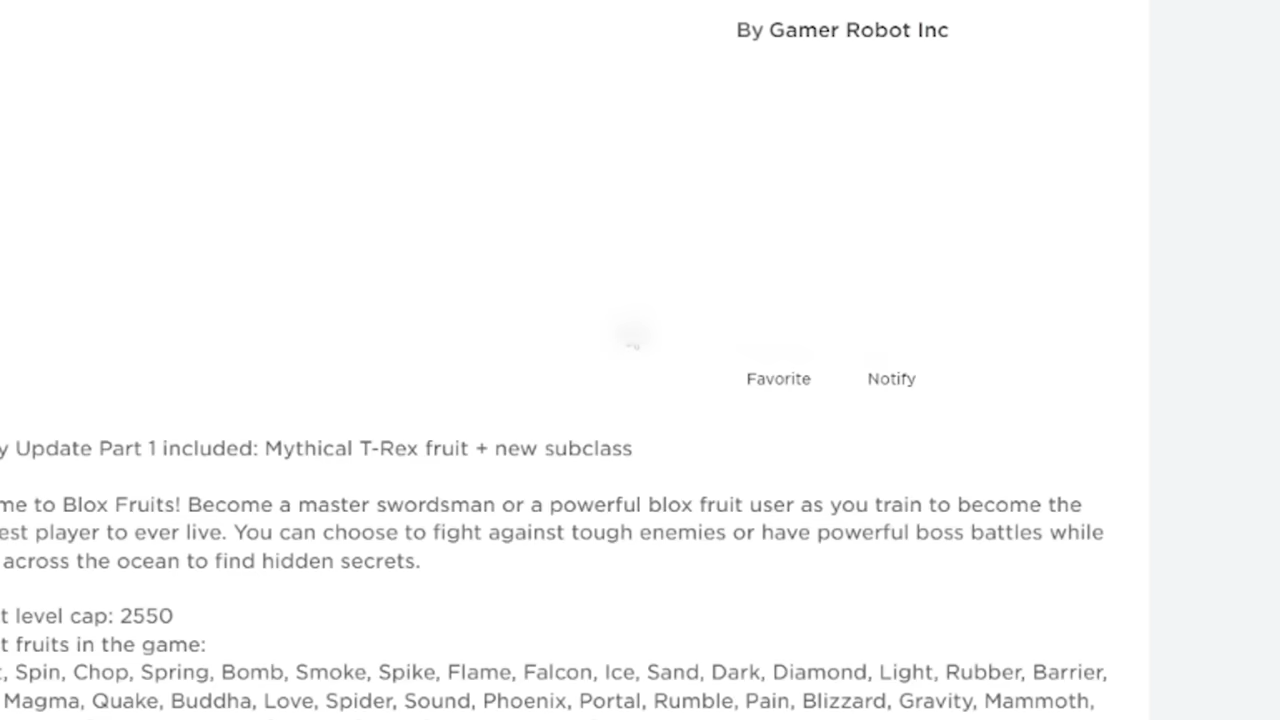 By Gamer Robot Inc
Favorite Notify
y Update Part 1 included: Mythical T-Rex fruit + new subclass
me to Blox Fruits! Become a master swordsman or a powerful blox fruit user as you train to become the
est player to ever live. You can choose to fight against tough enemies or have powerful boss battles while
across the ocean to find hidden secrets.
t level cap: 2550
t fruits in the game:
t, Spin, Chop, Spring, Bomb, Smoke, Spike, Flame, Falcon, Ice, Sand, Dark, Diamond, Light, Rubber, Barrier,
Magma, Quake, Buddha, Love, Spider, Sound, Phoenix, Portal, Rumble, Pain, Blizzard, Gravity, Mammoth,